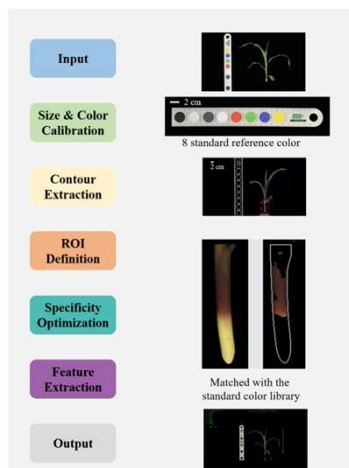 Input
2 cm
Size & Color
Calibration
8 standard reference color
Contour
Extraction
2 cm
ROI
Definition
Specificity
Optimization
Feature
Extraction
Matched with the
standard color library
Output